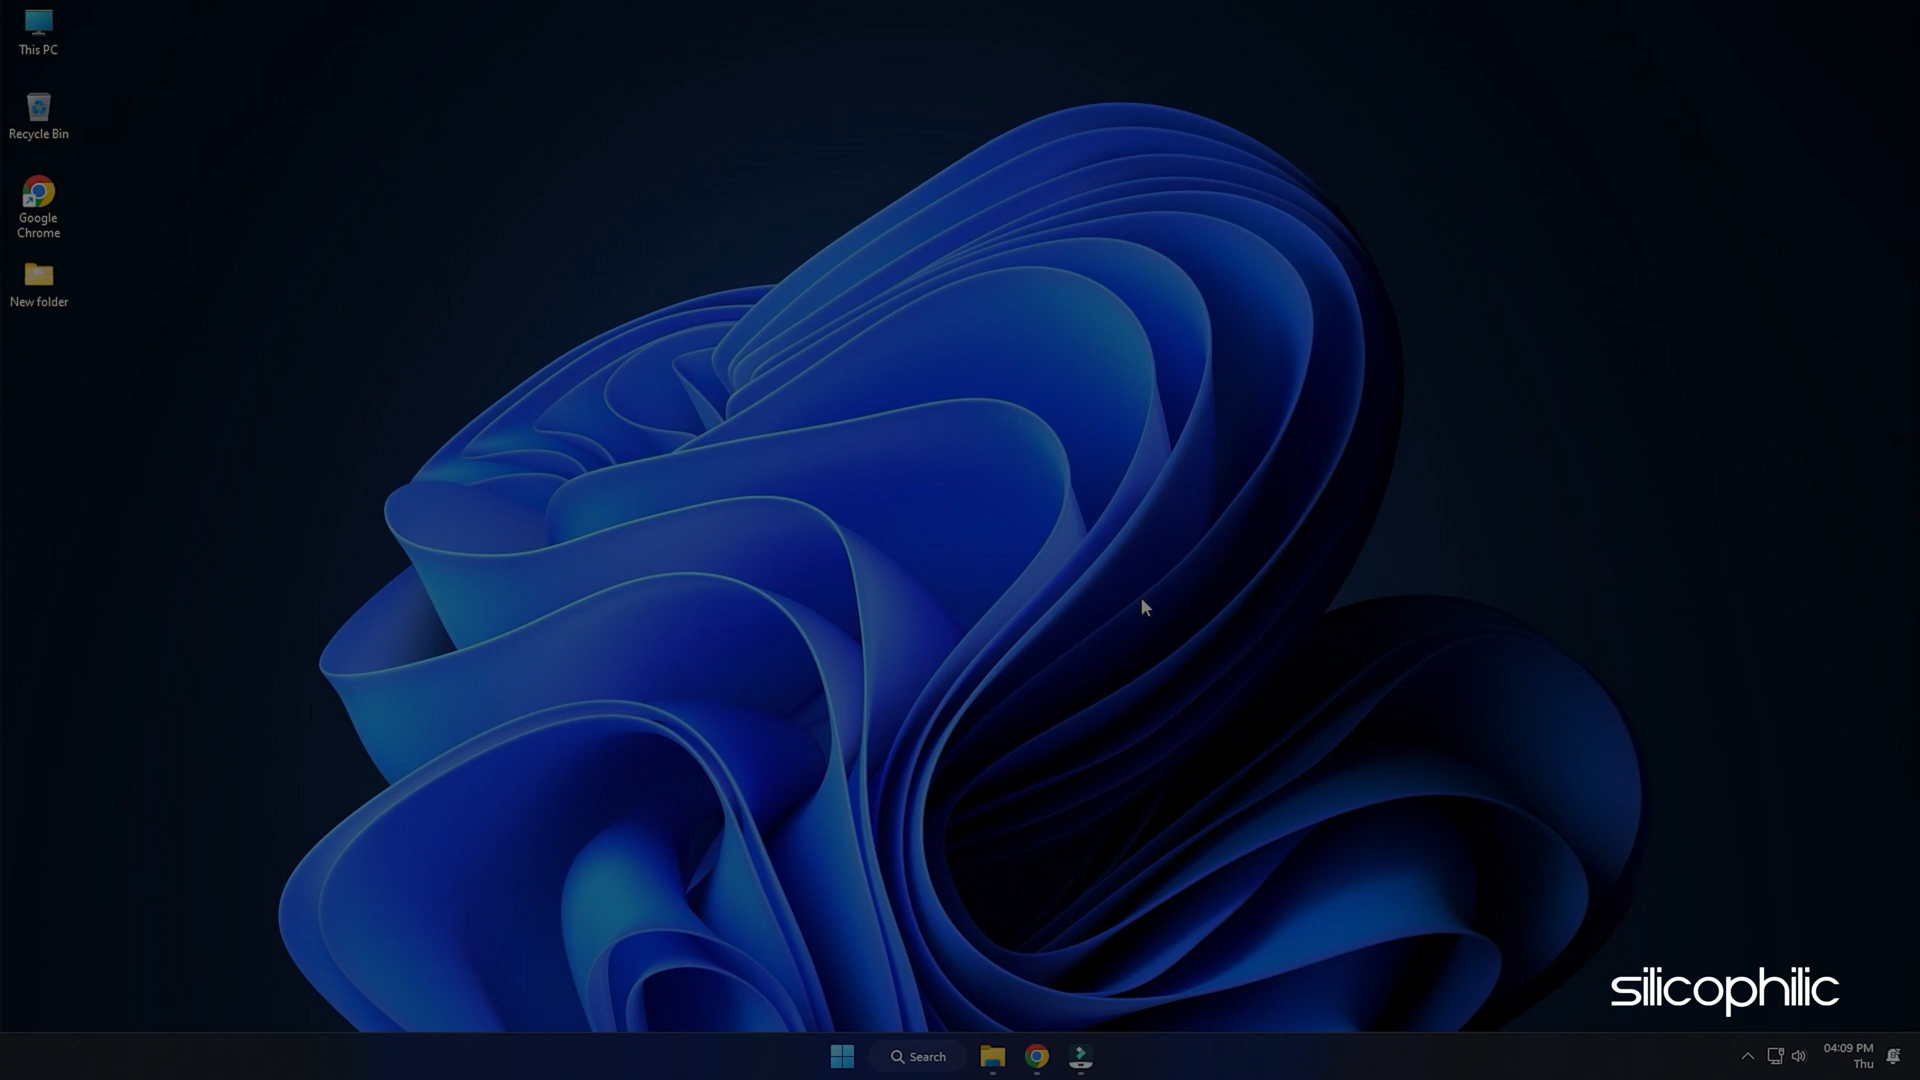 This PC
Recycle Bin
Google
Chrome
New folder
silicophilic
Search
04:09 PM
Thu